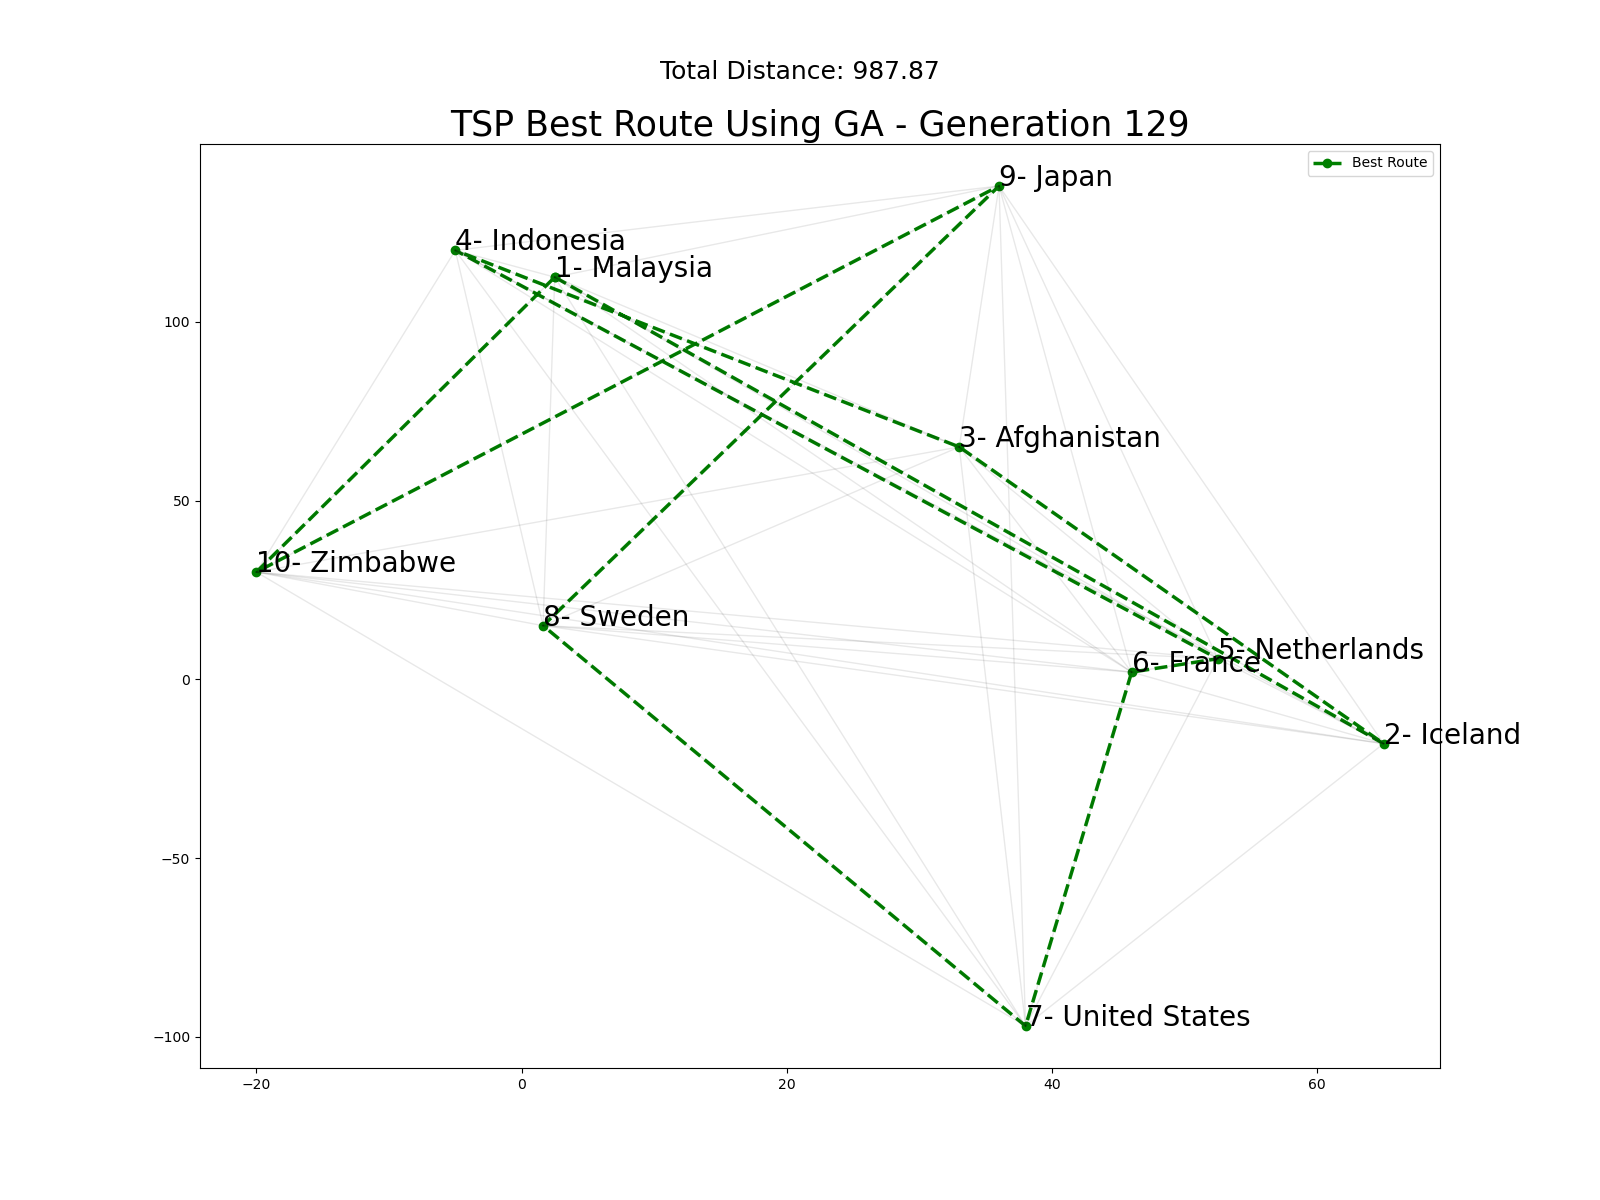 Total Distance: 987.87
TSP Best Route Using GA - Generation 129
Best Route
9- Japan
4- Indonesia
1- Malaysia
100
3- Afghanistan
50
10- Zimbabwe
8- Sweden
5- Netherlands
6- France
0
2- Iceland
−50
7- United States
−100
−20 0 20 40 60